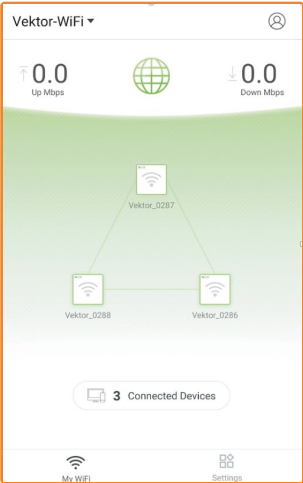 Vektor-WiFi
0.0
Up Mbps
0.0
Down Mbps
Vektor_0287
Vektor_0288
Vektor_0286
3 Connected Devices
My WiFi
Settings